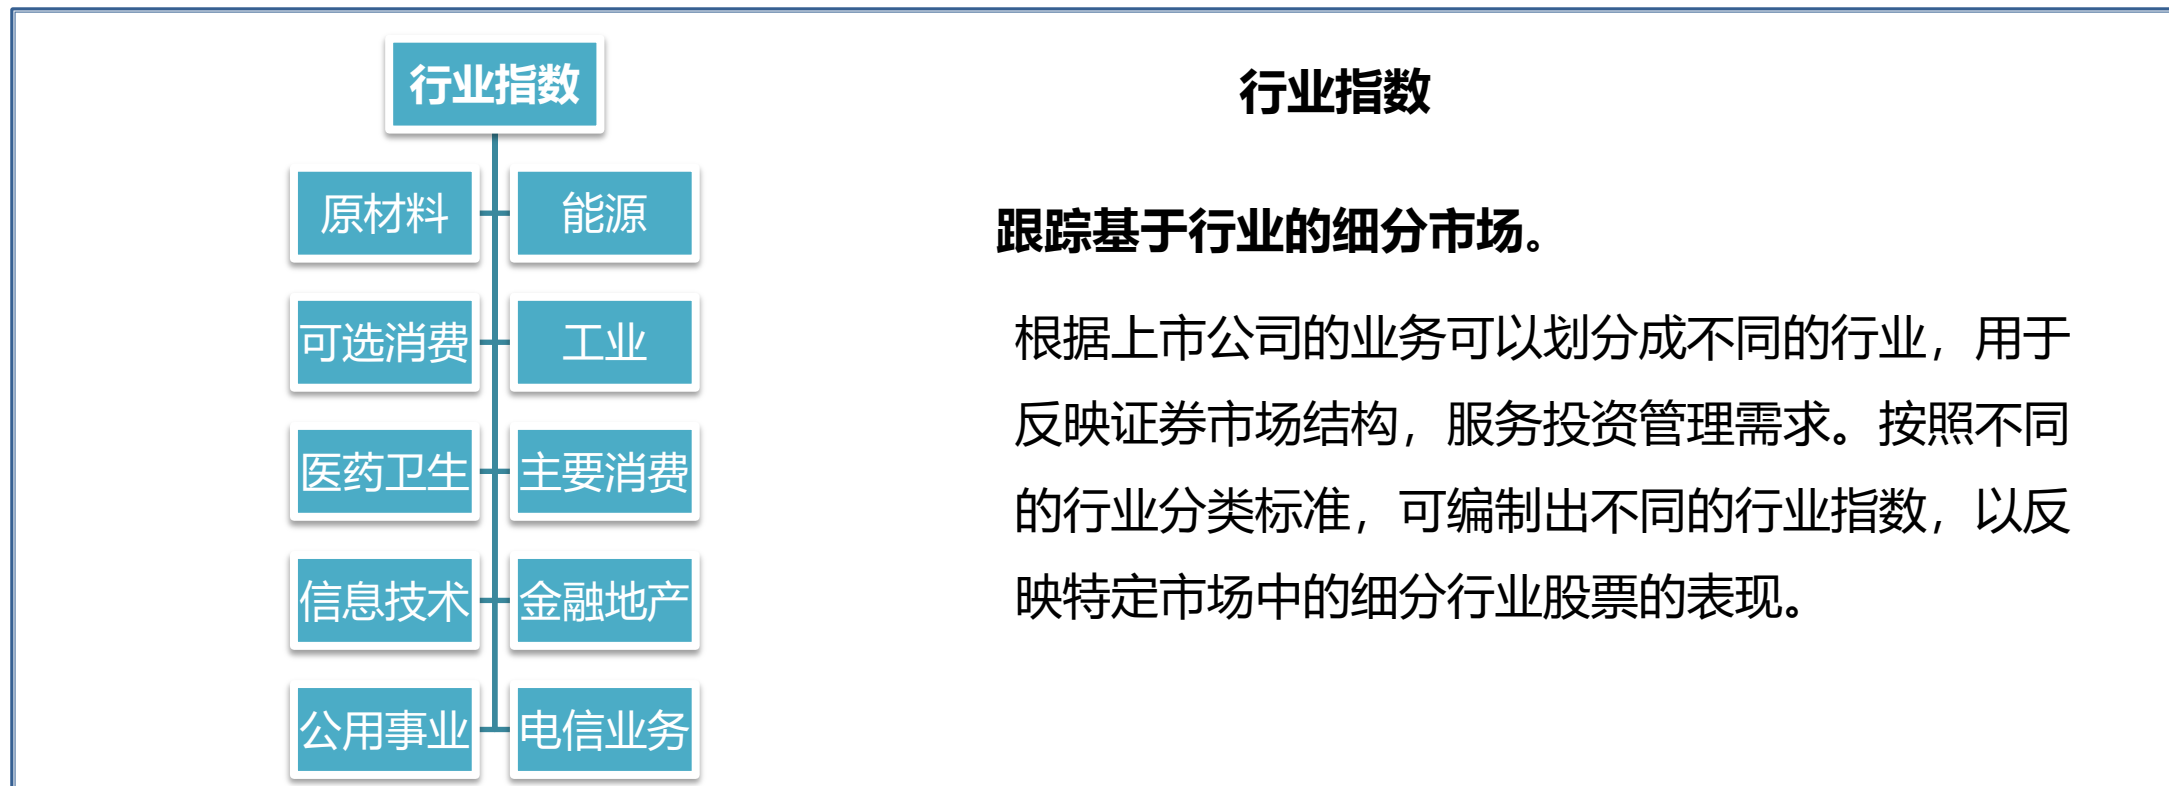 行业指数
原材料
能源
可选消费
工业
医药卫生
主要消费
信息技术
金融地产
公用事业
电信业务
行业指数
跟踪基于行业的细分市场。
根据上市公司的业务可以划分成不同的行业，用于
反映证券市场结构，服务投资管理需求。按照不同
的行业分类标准，可编制出不同的行业指数，以反
映特定市场中的细分行业股票的表现。